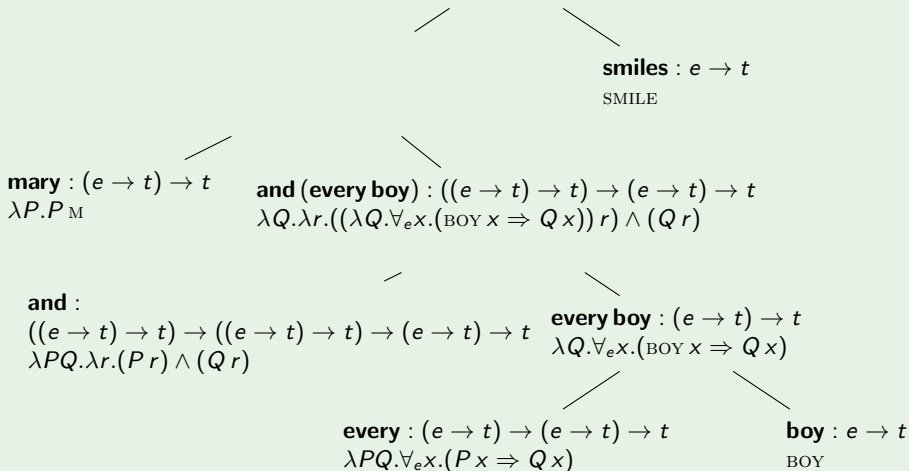 smiles : e → t
SMILE
mary : (e → t) → t
λP.P M
and (every boy) : ((e → t) → t) → (e → t) → t
λQ.λr.((λQ.∀ₑx.(BOY x ⇒ Q x)) r) ∧ (Q r)
and :
((e → t) → t) → ((e → t) → t) → (e → t) → t
λPQ.λr.(P r) ∧ (Q r)
every boy : (e → t) → t
λQ.∀ₑx.(BOY x ⇒ Q x)
every : (e → t) → (e → t) → t
λPQ.∀ₑx.(P x ⇒ Q x)
boy : e → t
BOY